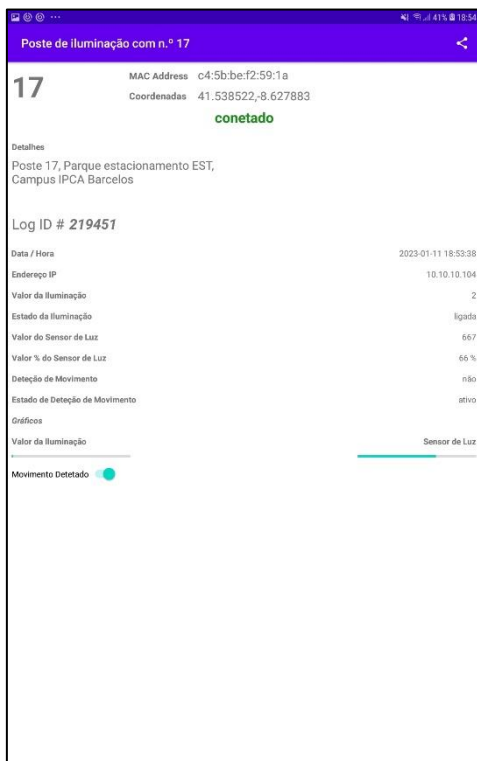 41% 18:54
Poste de iluminação com n.º 17
17
MAC Address c4:5b:be:f2:59:1a
Coordenadas 41.538522,-8.627883
conetado
Detalhes
Poste 17, Parque estacionamento EST,
Campus IPCA Barcelos
Log ID # 219451
Data / Hora 2023-01-11 18:53:38
Endereço IP 10.10.10.104
Valor da Iluminação 2
Estado da Iluminação ligada
Valor do Sensor de Luz 667
Valor % do Sensor de Luz 66 %
Deteção de Movimento não
Estado de Deteção de Movimento ativo
Gráficos
Valor da Iluminação Sensor de Luz
Movimento Detetado